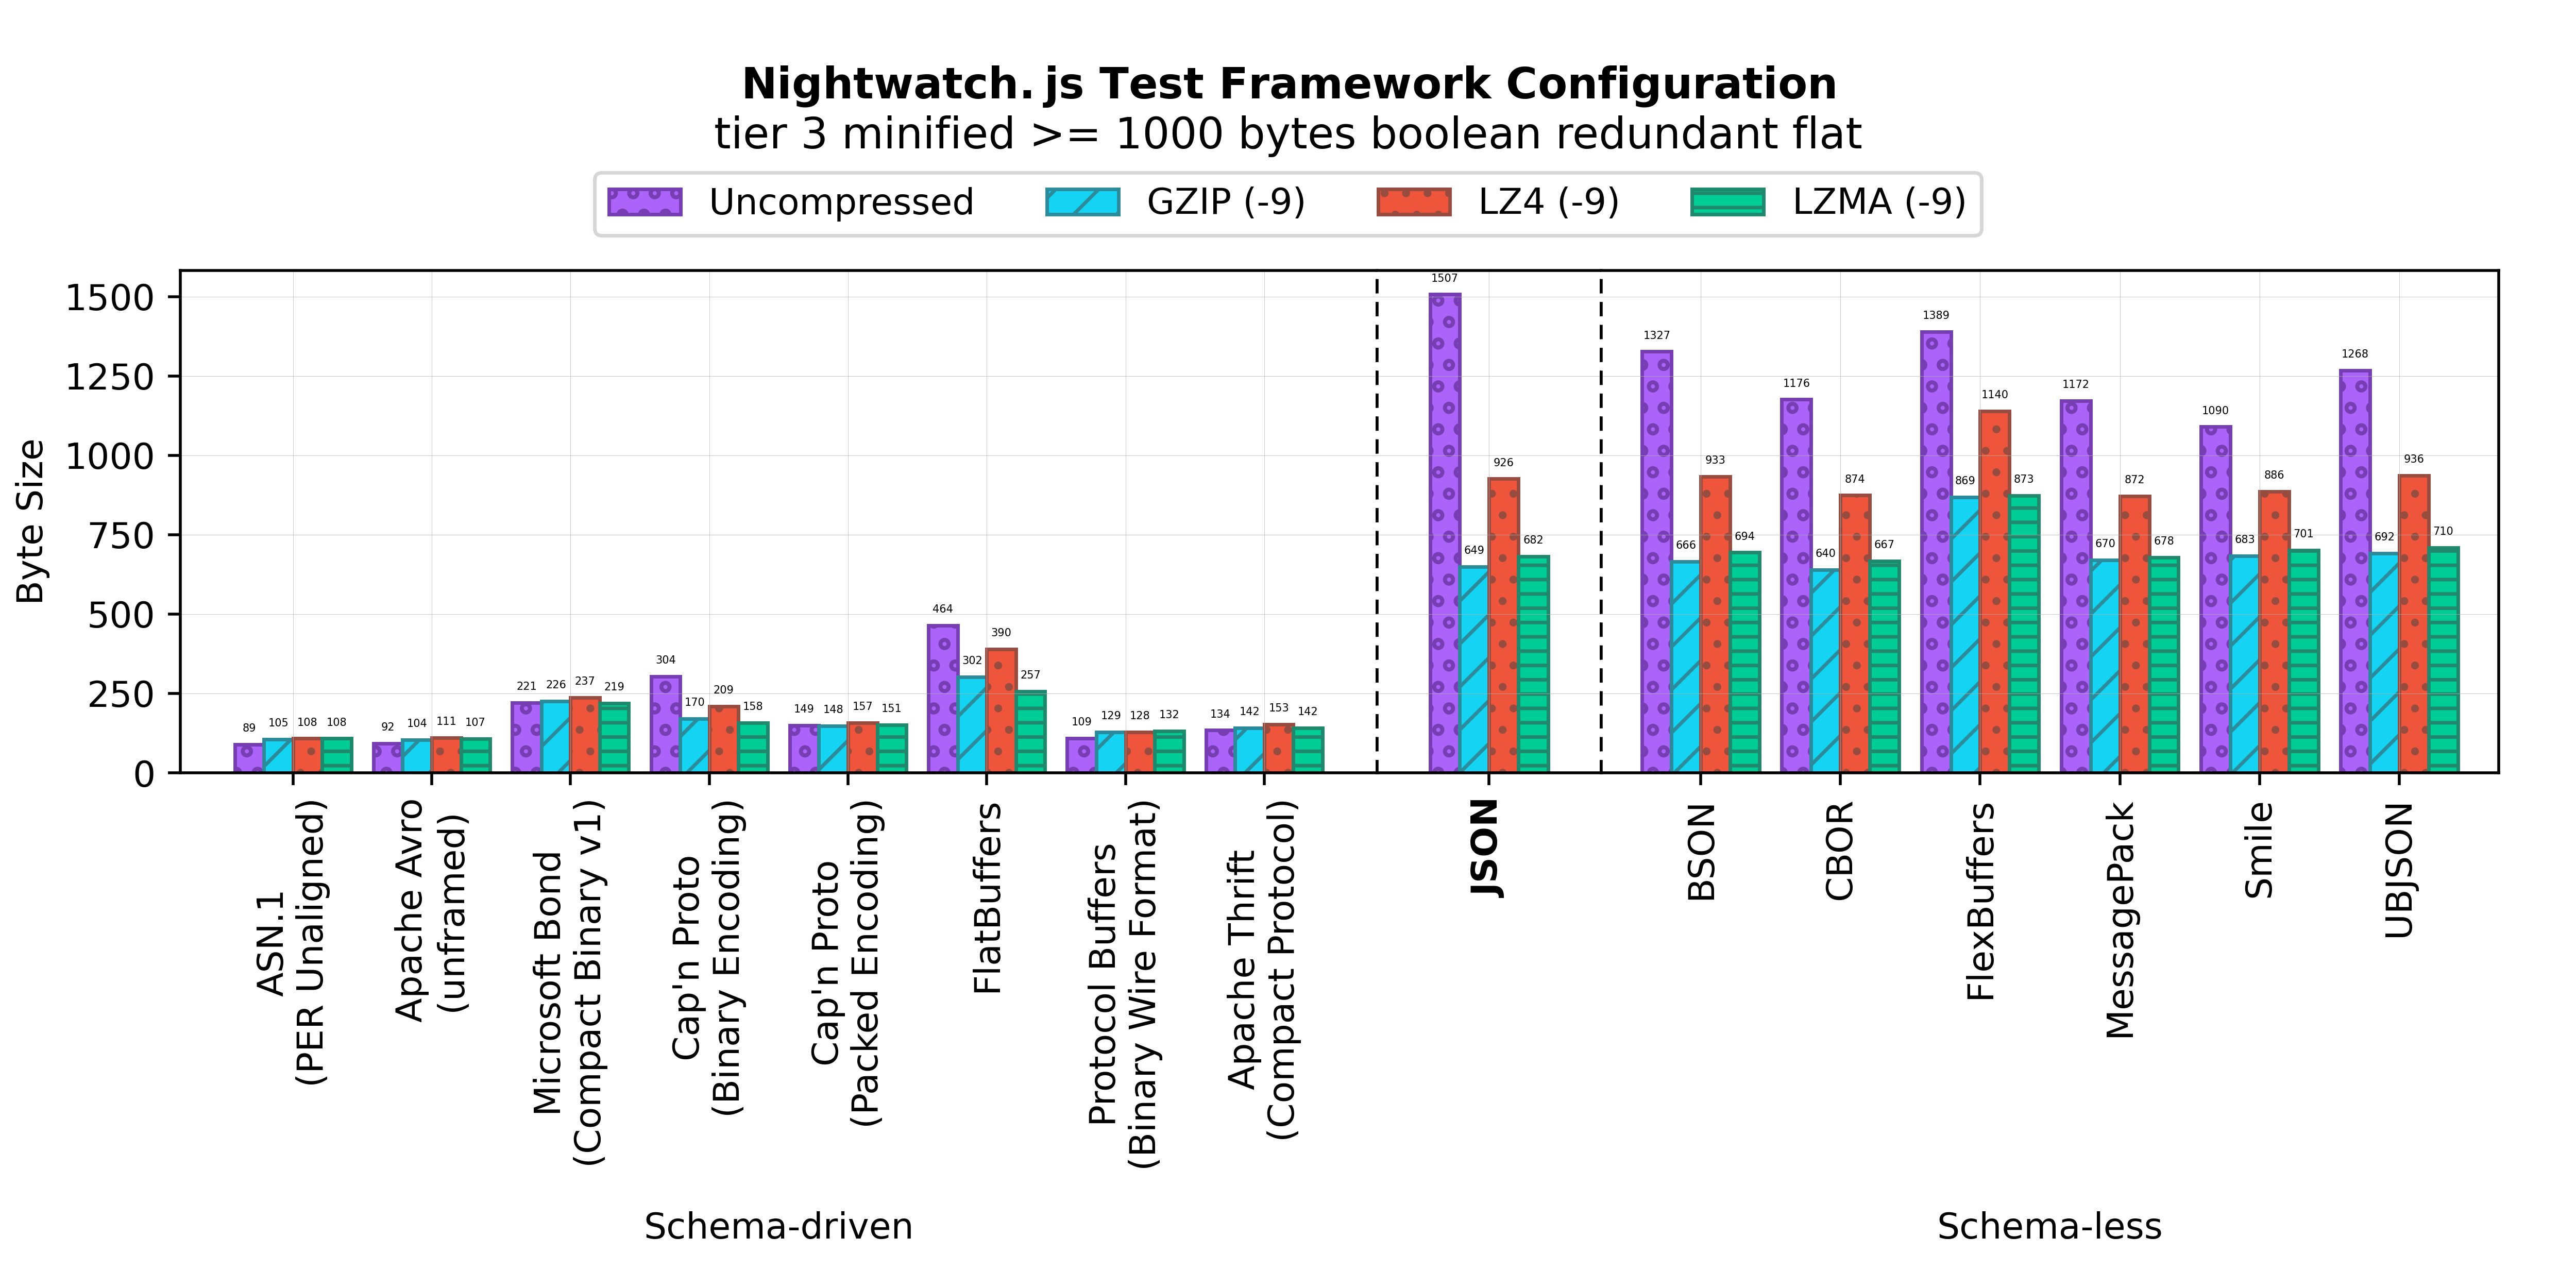 Nightwatch.js Test Framework Configuration
tier 3 minified >= 1000 bytes boolean redundant flat
Uncompressed GZIP (-9) LZ4 (-9) LZMA (-9)
Byte Size
1500
1250
1000
750
500
250
0
89 105 108 108
92 104 111 107
221 226 237 219
304 170 209 158
149 148 157 151
464 302 390 257
109 129 128 132
134 142 153 142
1507 649 926 682
1327 666 933 694
1176 640 874 667
1389 869 1140 873
1172 670 872 678
1090 683 886 701
1268 692 936 710
ASN.1
(PER Unaligned)
Apache Avro
(unframed)
Microsoft Bond
(Compact Binary v1)
Cap'n Proto
(Binary Encoding)
Cap'n Proto
(Packed Encoding)
FlatBuffers
Protocol Buffers
(Binary Wire Format)
Apache Thrift
(Compact Protocol)
JSON
BSON
CBOR
FlexBuffers
MessagePack
Smile
UBJSON
Schema-driven
Schema-less